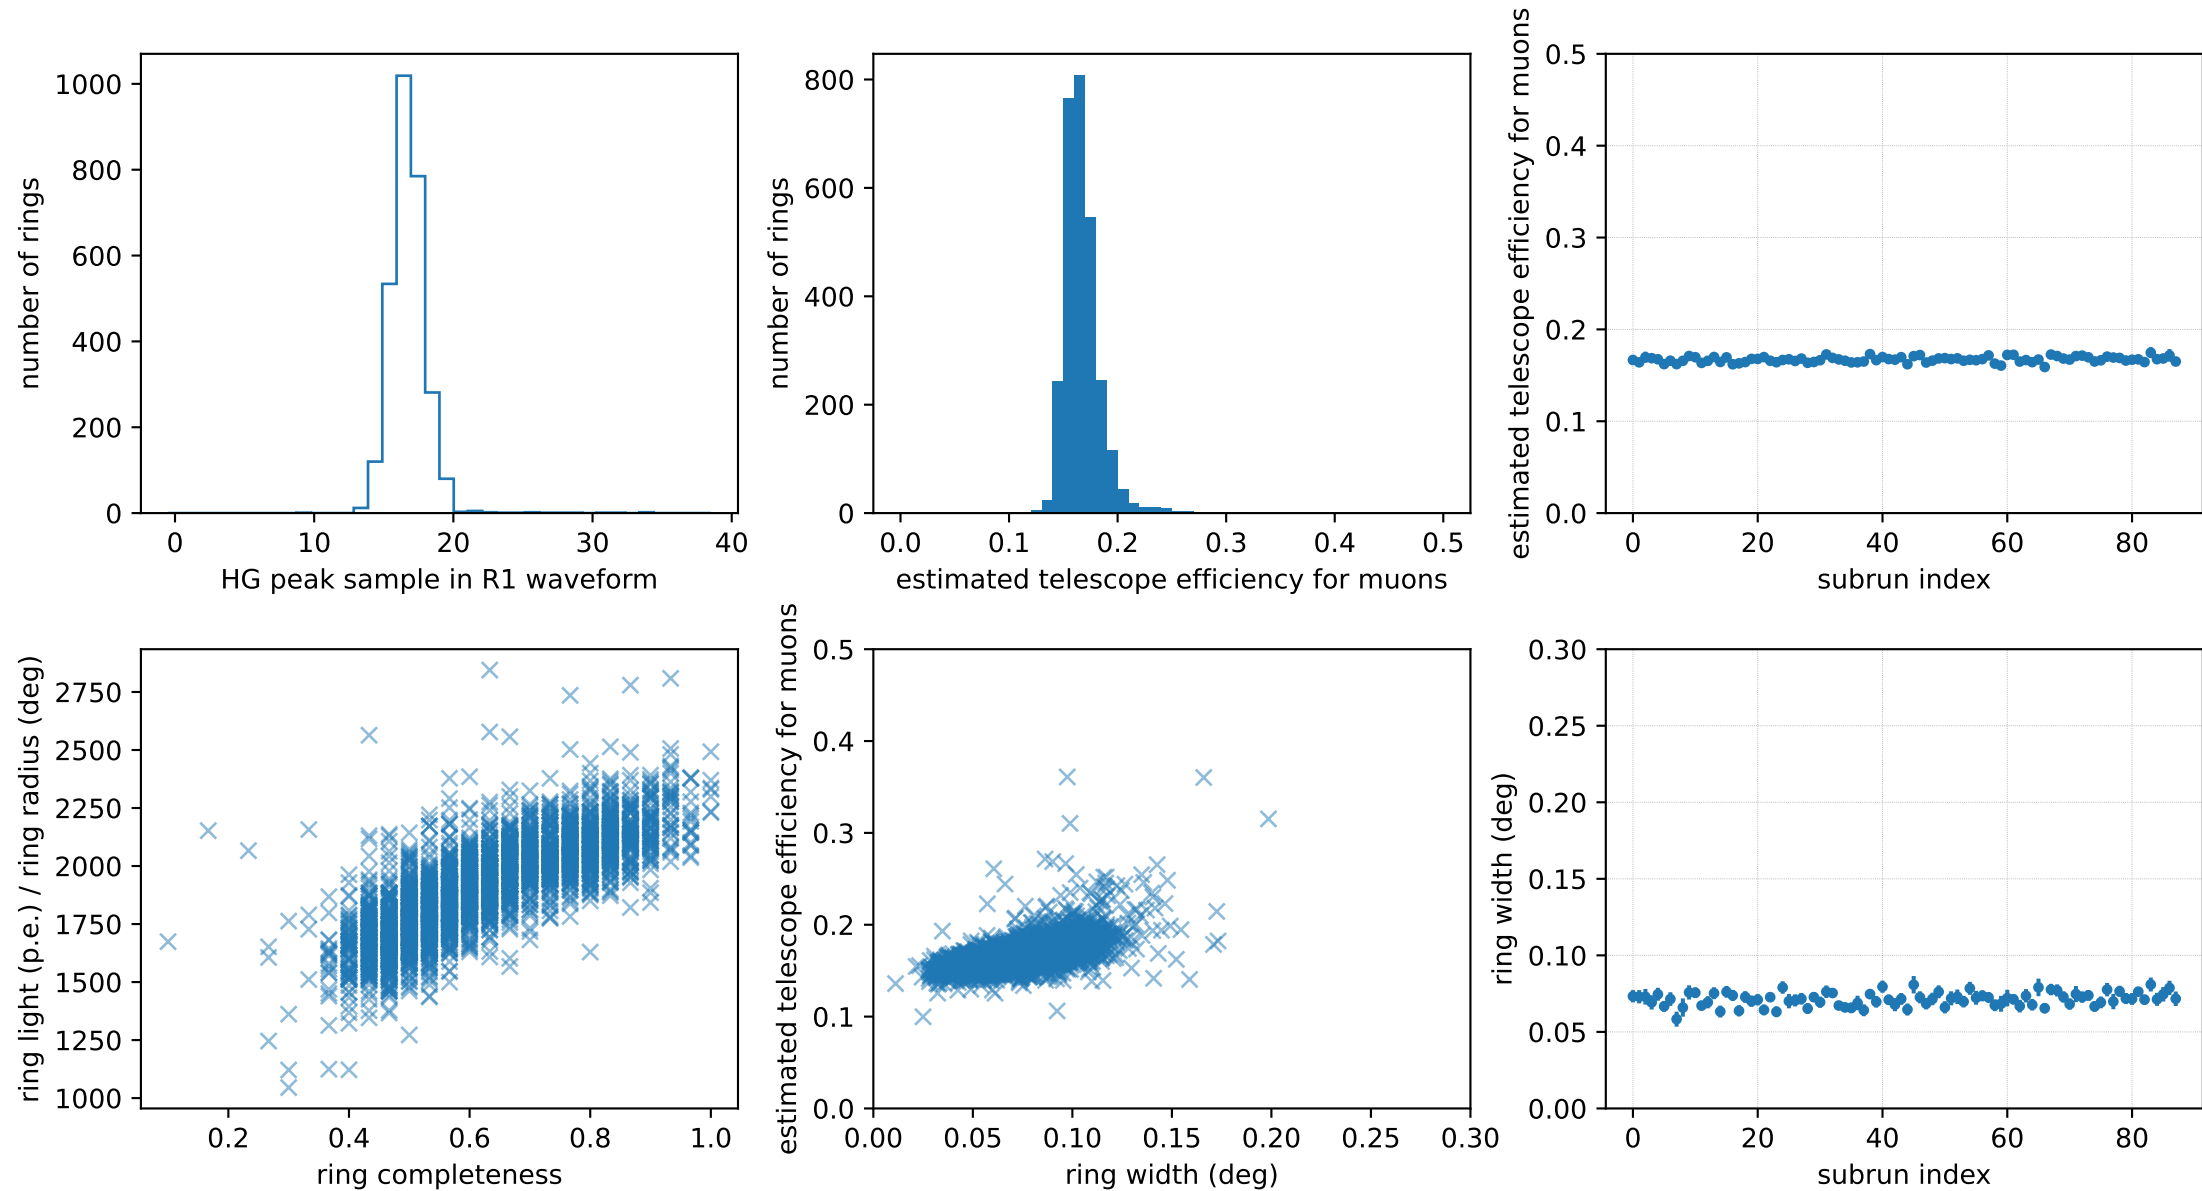 number of rings
1000
800
600
400
200
0
0 10 20 30 40
HG peak sample in R1 waveform
number of rings
800
600
400
200
0
0.0 0.1 0.2 0.3 0.4 0.5
estimated telescope efficiency for muons
estimated telescope efficiency for muons
0.5
0.4
0.3
0.2
0.1
0.0
0 20 40 60 80
subrun index
ring light (p.e.) / ring radius (deg)
2750
2500
2250
2000
1750
1500
1250
1000
0.2 0.4 0.6 0.8 1.0
ring completeness
estimated telescope efficiency for muons
0.5
0.4
0.3
0.2
0.1
0.0
0.00 0.05 0.10 0.15 0.20 0.25 0.30
ring width (deg)
ring width (deg)
0.30
0.25
0.20
0.15
0.10
0.05
0.00
0 20 40 60 80
subrun index